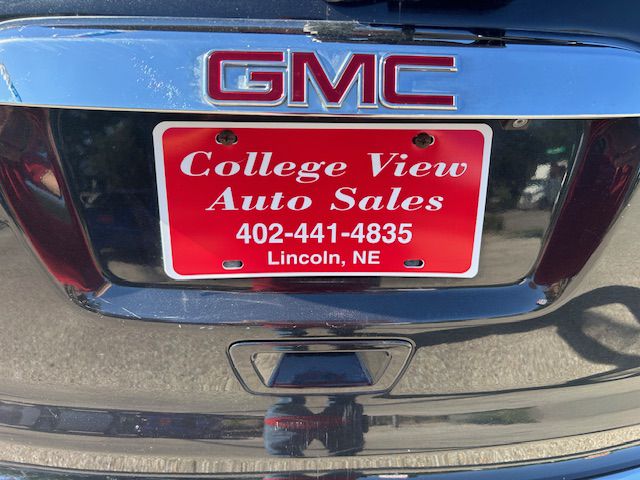 GMC
College View
Auto Sales
402-441-4835
Lincoln, NE